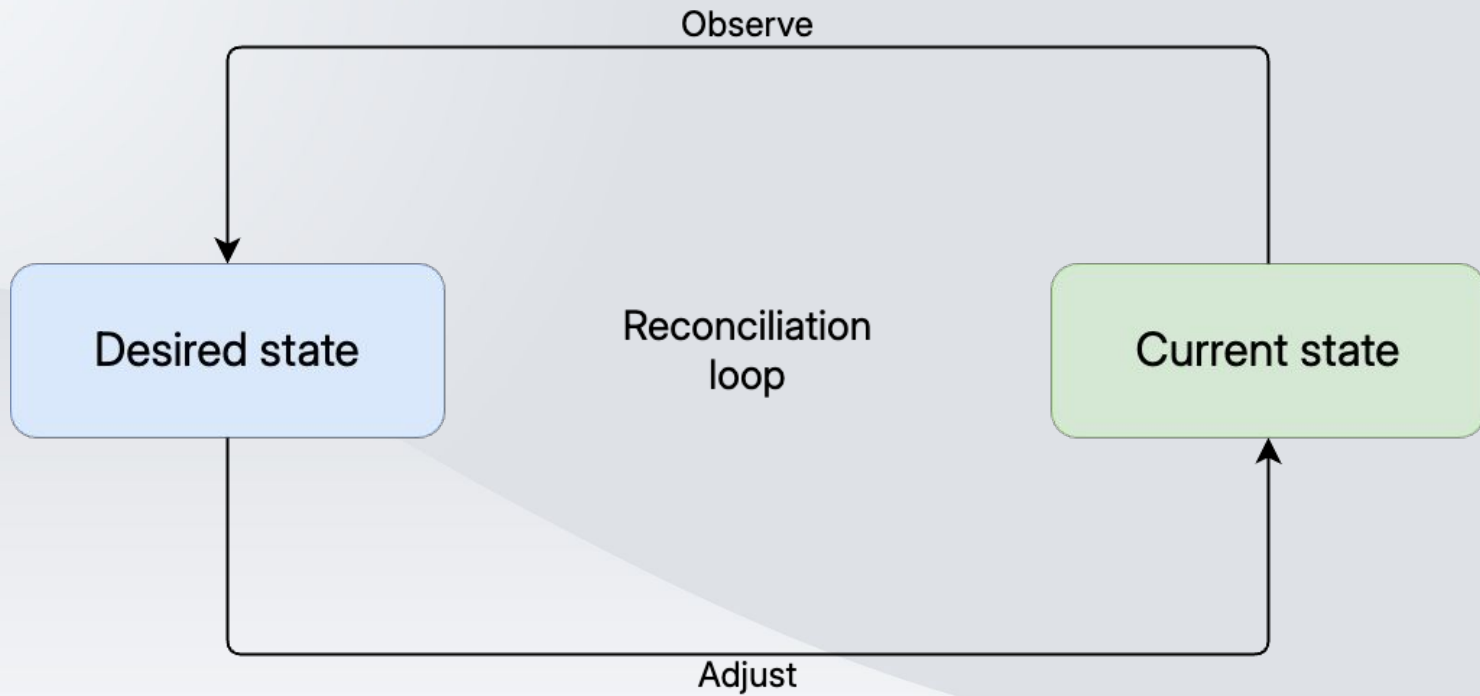 Observe
Desired state
Reconciliation
loop
Current state
Adjust